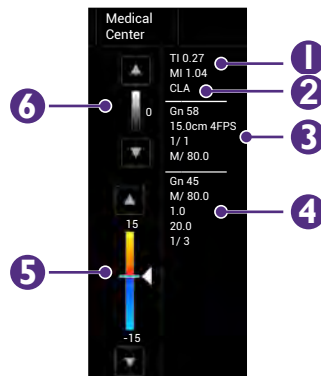 Medical
Center
TI 0.27
MI 1.04
CLA
1
2
6
0
Gn 58
15.0cm 4FPS
1/ 1
M/ 80.0
3
Gn 45
M/ 80.0
1.0
20.0
1/ 3
4
15
5
-15